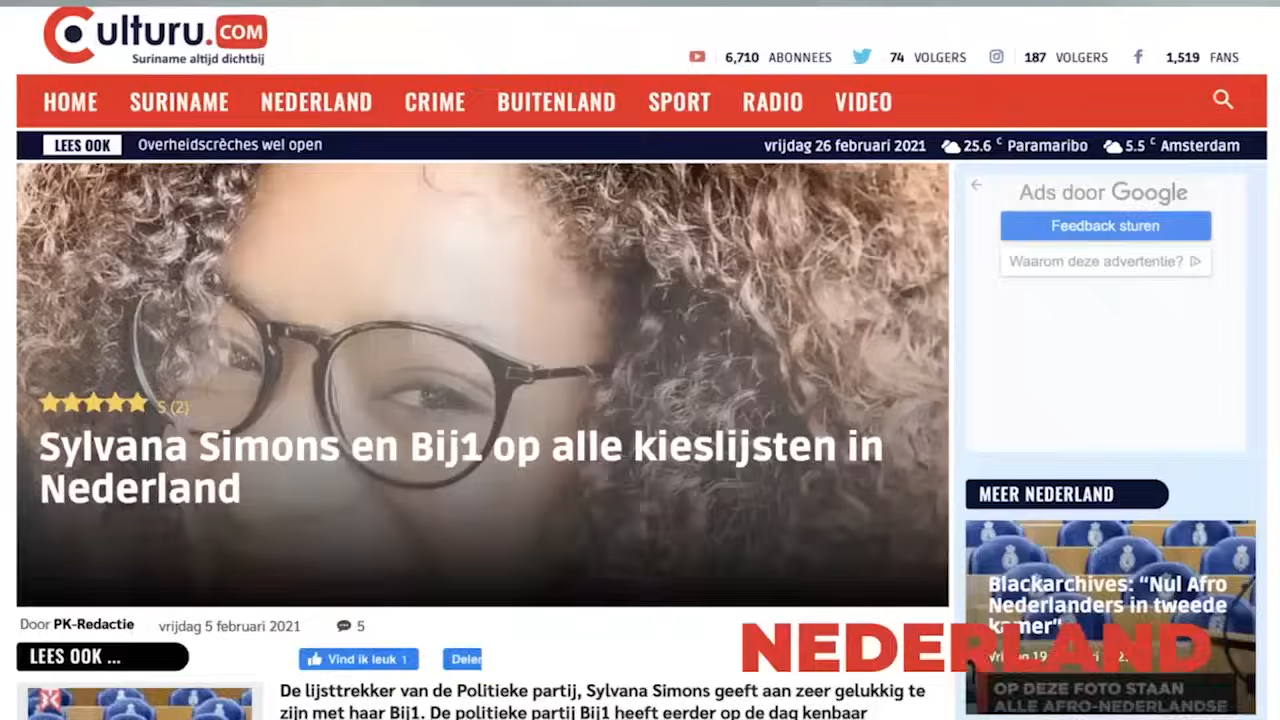 Culturu.COM
Suriname altijd dichtbij
6,710 ABONNEES 74 VOLGERS 187 VOLGERS 1,519 FANS
HOME SURINAME NEDERLAND CRIME BUITENLAND SPORT RADIO VIDEO
LEES OOK Overheidscrèches wel open vrijdag 26 februari 2021 25.6 C Paramaribo 5.5 C Amsterdam
Ads door Google
Feedback sturen
Waarom deze advertentie?
5 (2)
Sylvana Simons en Bij1 op alle kieslijsten in
Nederland
MEER NEDERLAND
Blackarchives: “Nul Afro
Nederlanders in tweede
kamer"
NEDERLAND
OP DEZE FOTO STAAN
ALLE AFRO-NEDERLANDSE
Door PK-Redactie vrijdag 5 februari 2021 5
LEES OOK ...
Vind ik leuk 1 Deler
De lijsttrekker van de Politieke partij, Sylvana Simons geeft aan zeer gelukkig te
zijn met haar Bij1. De politieke partij Bij1 heeft eerder op de dag kenbaar